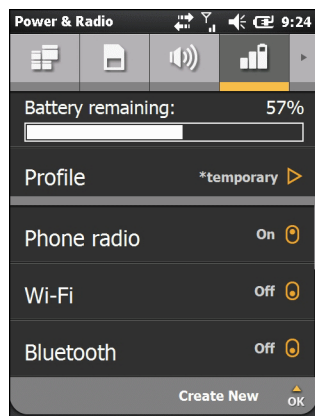 Power & Radio 9:24
Battery remaining: 57%
Profile *temporary
Phone radio On
Wi-Fi Off
Bluetooth Off
Create New OK